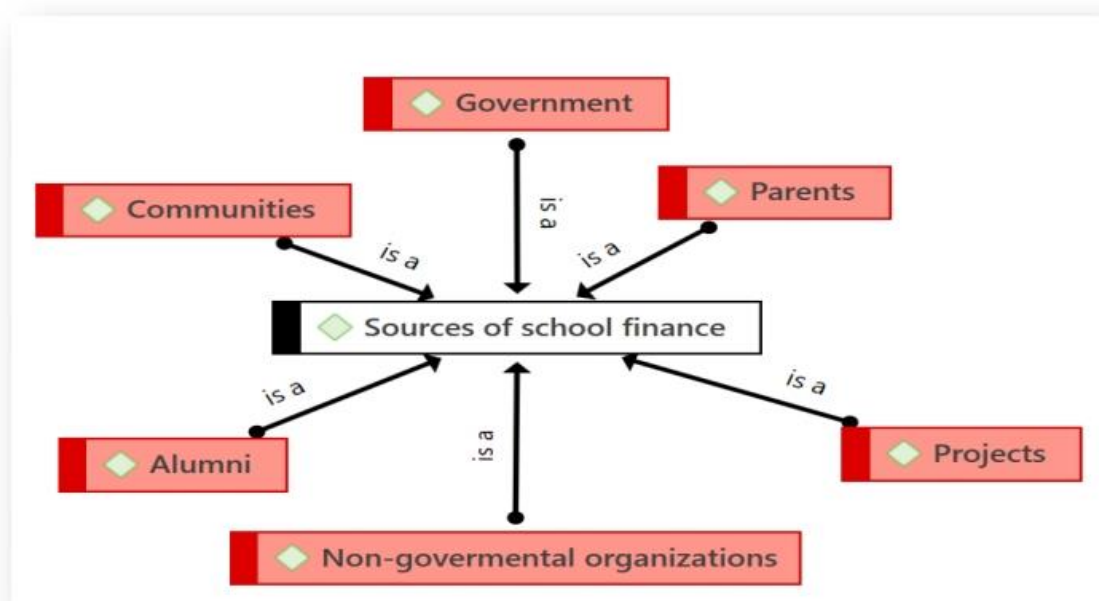 Government
Parents
Communities
is a
is a
is a
Sources of school finance
is a
is a
is a
Alumni
Projects
Non-govermental organizations